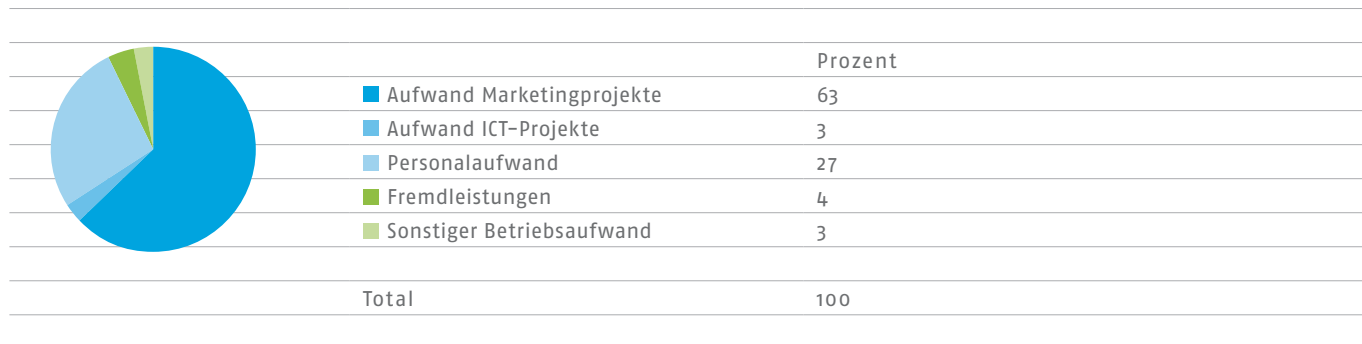 Prozent
Aufwand Marketingprojekte 63
Aufwand ICT-Projekte 3
Personalaufwand 27
Fremdleistungen 4
Sonstiger Betriebsaufwand 3
Total 100